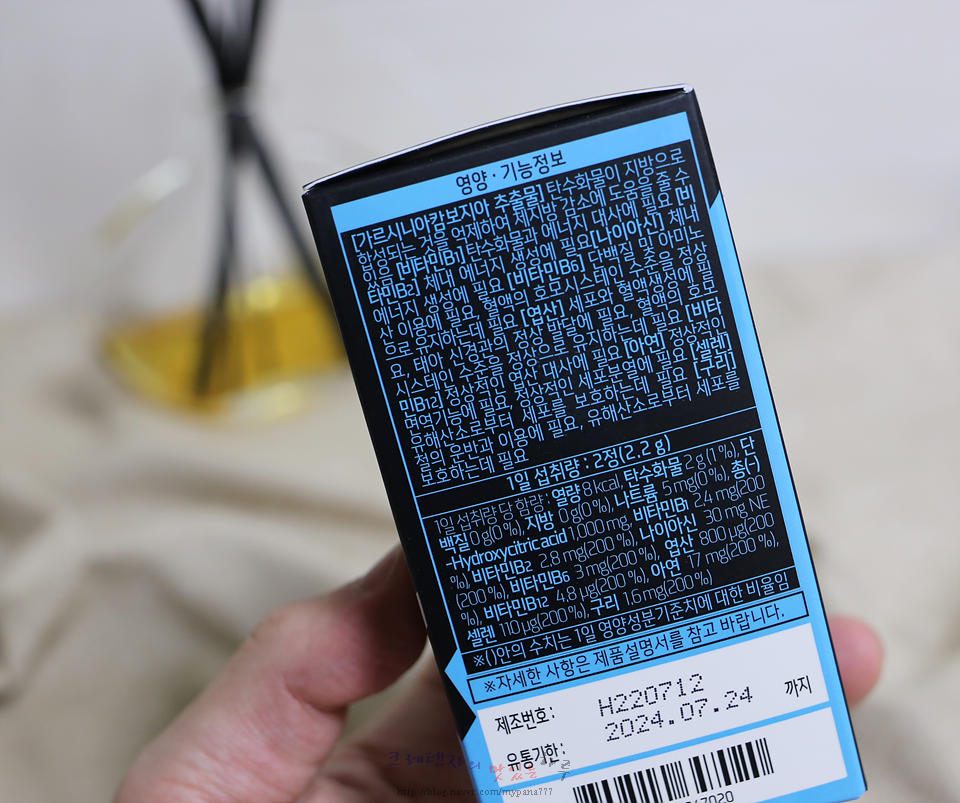 영양·기능정보
[가르시니아캄보지아 추출물] 탄수화물이 지방으로
합성되는 것을 억제하여 체지방 감소에 도움을 줄 수
있음 [비타민B1]탄수화물과 에너지 대사에 필요 [비
타민B2] 체내 에너지 생성에 필요[나이아신] 체내
에너지 생성에 필요 [비타민B6] 단백질 및 아미노
산 이용에 필요, 혈액의 호모시스테인 수준을 정상
으로 유지하는데 필요 [엽산] 세포와 혈액생성에 필
요, 태아 신경관의 정상 발달에 필요, 혈액의 호모
시스테인 수준을 정상으로 유지하는데 필요 [비타
민B12] 정상적인 엽산 대사에 필요 [아연] 정상적인
면역기능에 필요, 정상적인 세포분열에 필요 [셀렌]
유해산소로부터 세포를 보호하는데 필요 [구리]
철의 운반과 이용에 필요, 유해산소로부터 세포를
보호하는데 필요
1일 섭취량 : 2정(2.2 g)
1일 섭취량 당 함량 : 열량 8 kcal, 탄수화물 2 g (1 %), 단
백질 0 g(0 %), 지방 0 g(0 %), 나트륨 5 mg(0 %), 총(-)
-Hydroxycitric acid 1,000 mg, 비타민B1 2.4 mg(200
%), 비타민B2 2.8 mg(200 %), 나이아신 30 mg NE
(200 %), 비타민B6 3 mg(200 %), 엽산 800 μg(200
%), 비타민B12 4.8 μg(200 %), 아연 17 mg(200 %),
셀렌 110 μg(200 %), 구리 1.6 mg(200 %)
※( )안의 수치는 1일 영양성분기준치에 대한 비율임
※자세한 사항은 제품설명서를 참고 바랍니다.
제조번호: H220712
유통기한: 2024.07.24 까지
http://blog.naver.com/mypana777